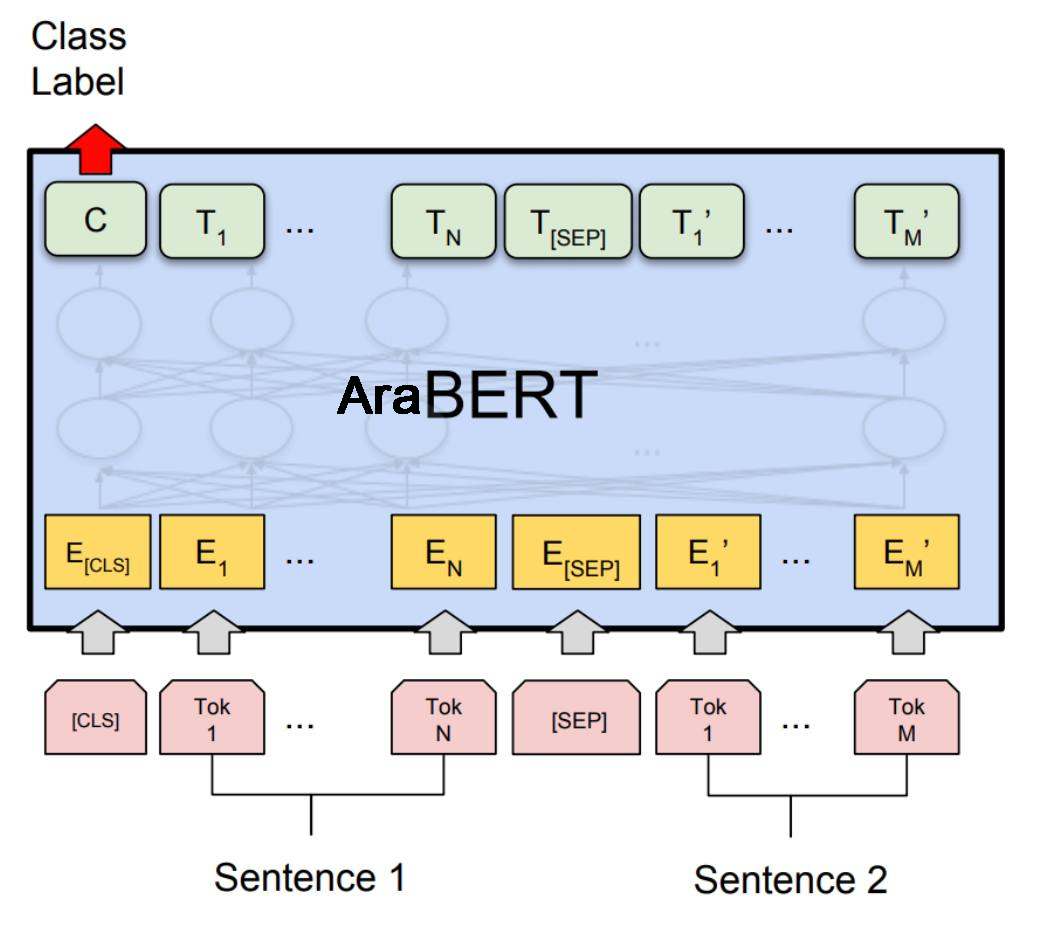 Class
Label
C T1 ... TN T[SEP] T1’ ... TM’
...
AraBERT
...
E[CLS] E1 ... EN E[SEP] E1’ ... EM’
[CLS] Tok 1 ... Tok N [SEP] Tok 1 ... Tok M
Sentence 1 Sentence 2